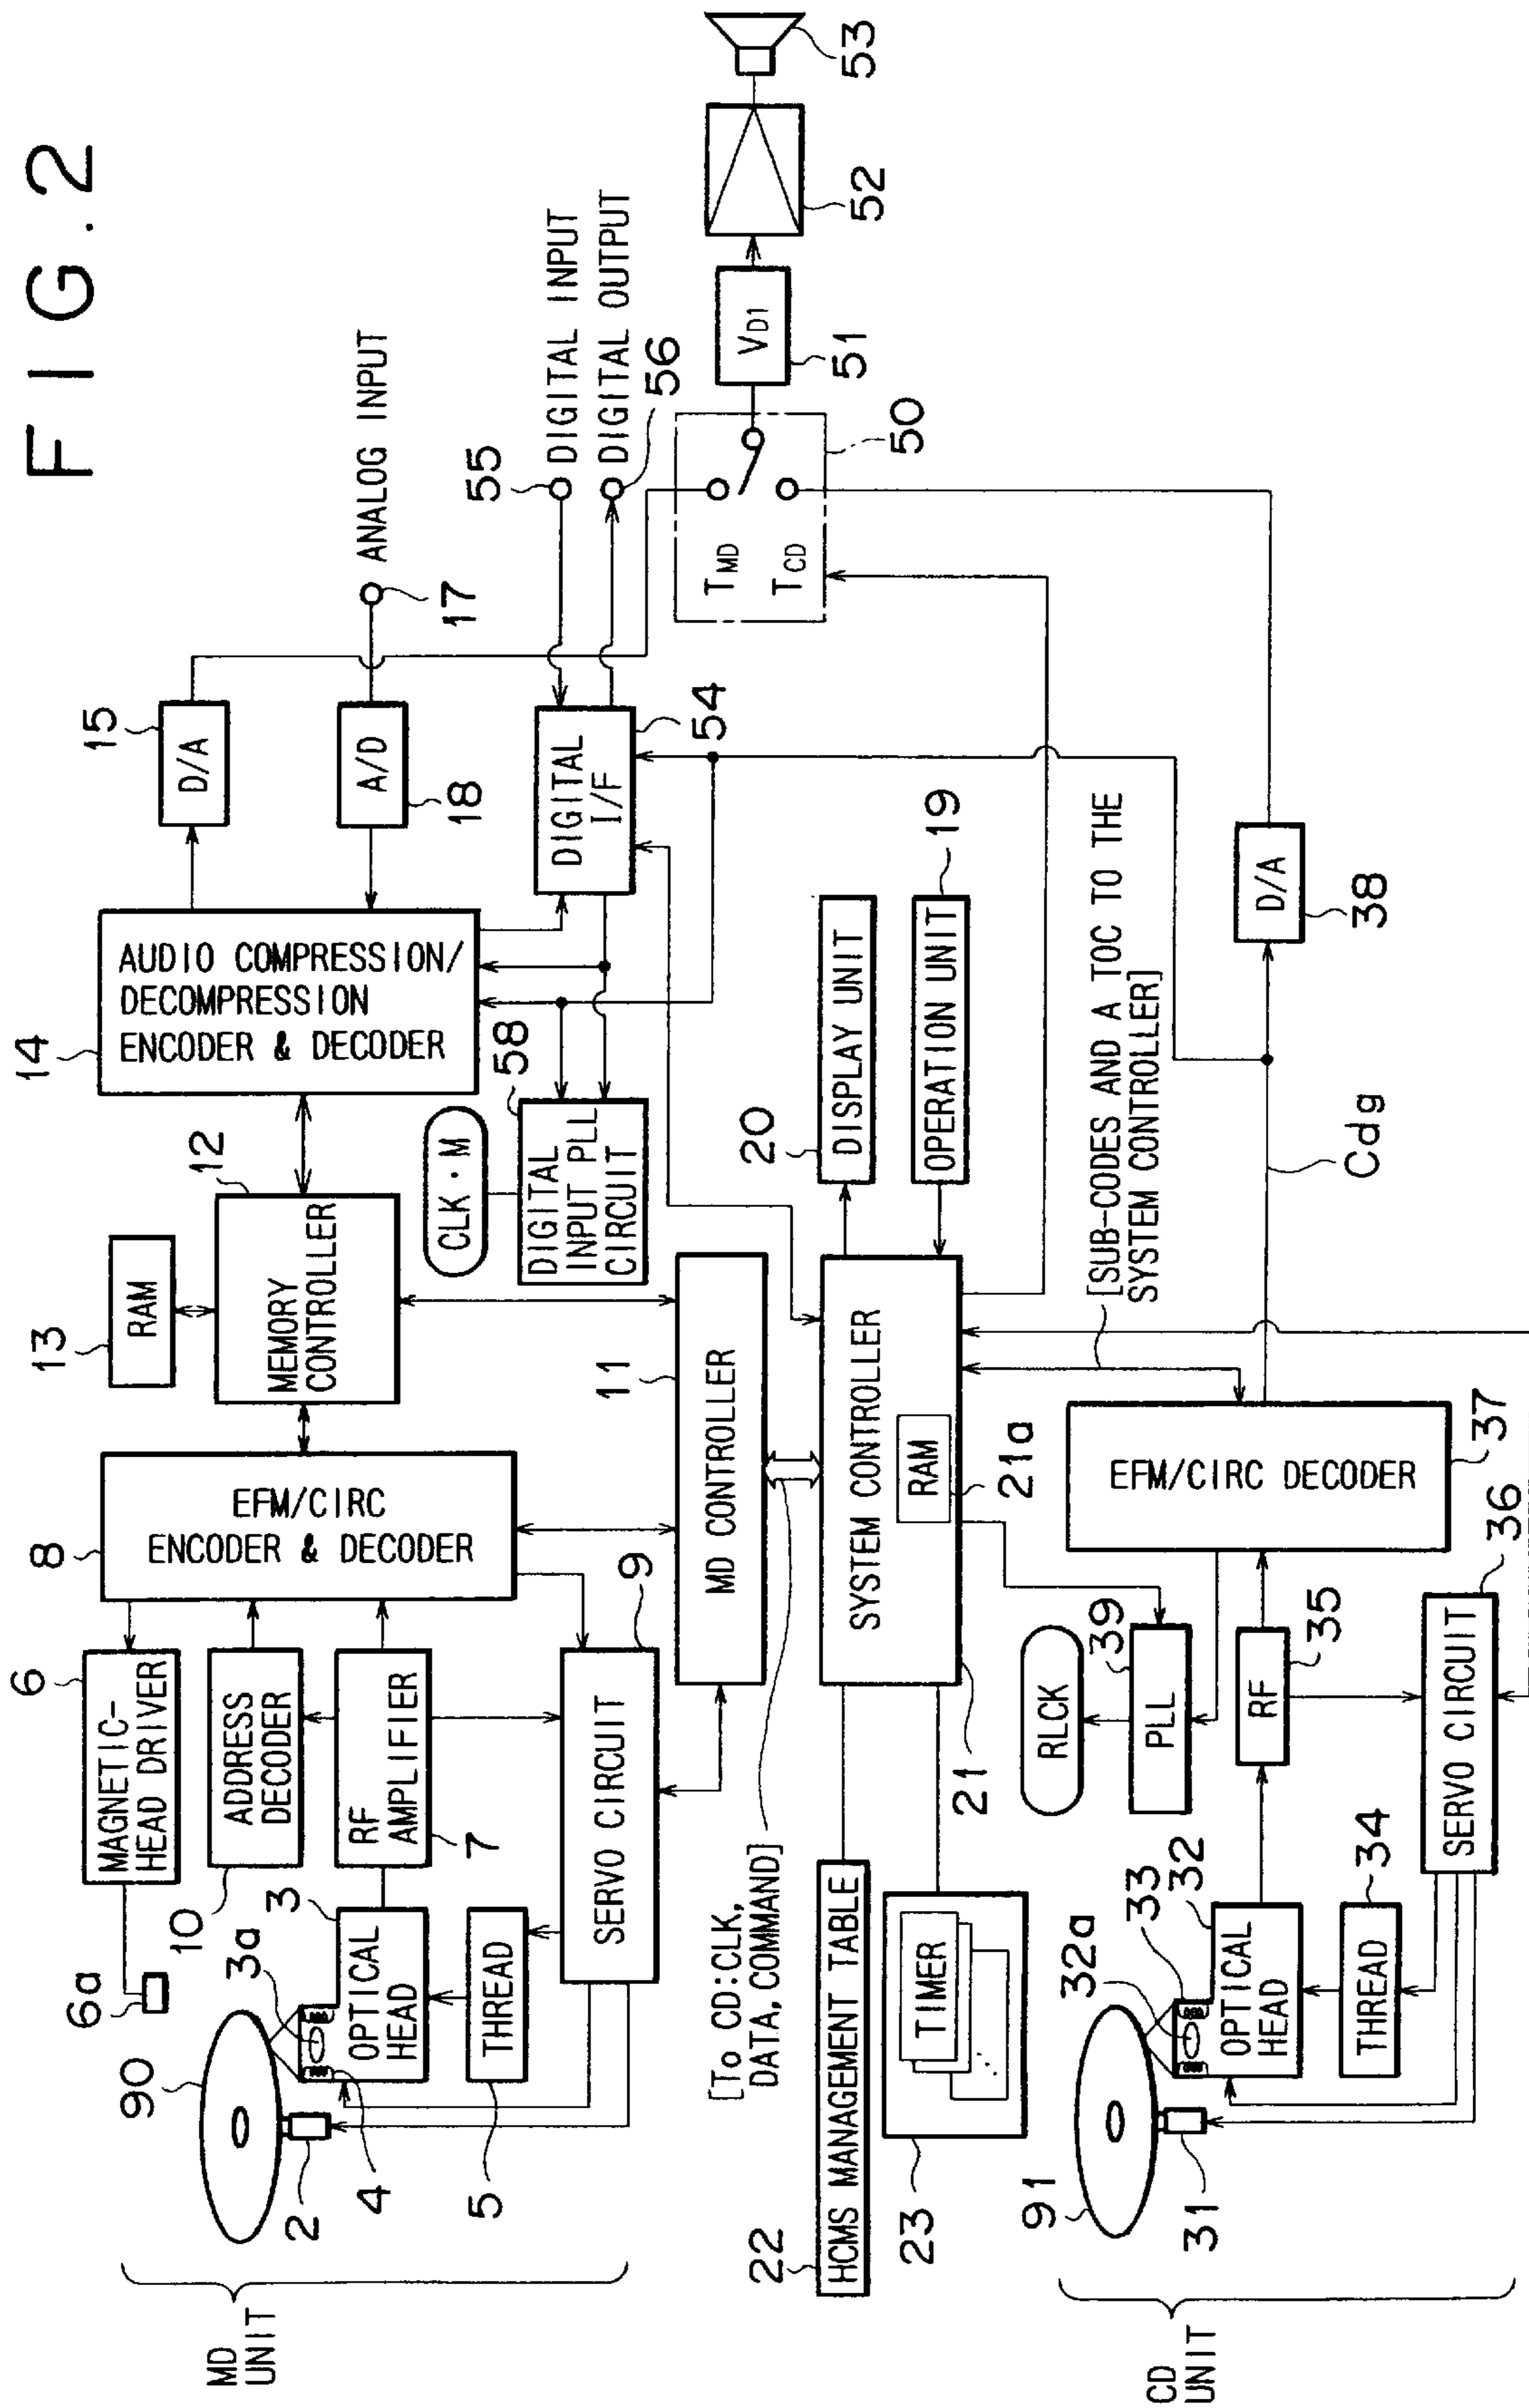 FIG.2
MD
UNIT
90
2
4
3a
3
OPTICAL
HEAD
5
THREAD
6a
6
MAGNETIC-
HEAD DRIVER
10
ADDRESS
DECODER
7
RF
AMPLIFIER
9
SERVO CIRCUIT
8
EFM/CIRC
ENCODER & DECODER
13
RAM
12
MEMORY
CONTROLLER
11
MD CONTROLLER
14
AUDIO COMPRESSION/
DECOMPRESSION
ENCODER & DECODER
CLK・M
58
DIGITAL
INPUT PLL
CIRCUIT
15
D/A
18
A/D
17
ANALOG INPUT
54
DIGITAL
I/F
55
DIGITAL INPUT
DIGITAL OUTPUT
56
TMD
TCD
50
VD1
51
52
53
[To CD:CLK,
DATA,COMMAND]
22
HCMS MANAGEMENT TABLE
23
TIMER
21
SYSTEM CONTROLLER
RAM
21a
20
DISPLAY UNIT
19
OPERATION UNIT
[SUB-CODES AND A TOC TO THE
SYSTEM CONTROLLER]
CD
UNIT
91
31
32a
33
32
OPTICAL
HEAD
34
THREAD
RLCK
39
PLL
35
RF
36
SERVO CIRCUIT
37
EFM/CIRC DECODER
Cdg
38
D/A